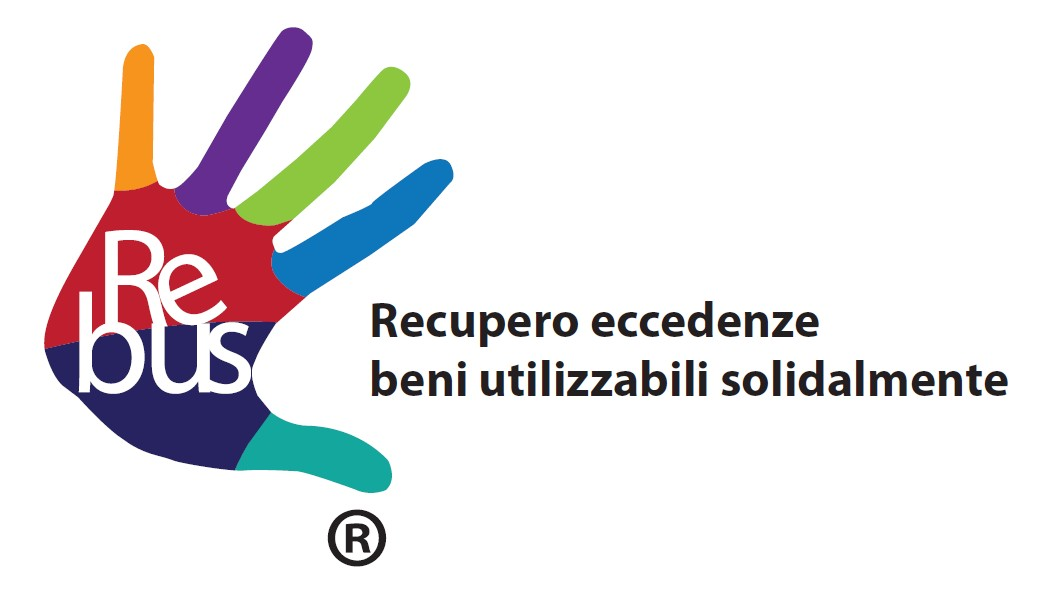 Re
bus
Recupero eccedenze
beni utilizzabili solidalmente
®